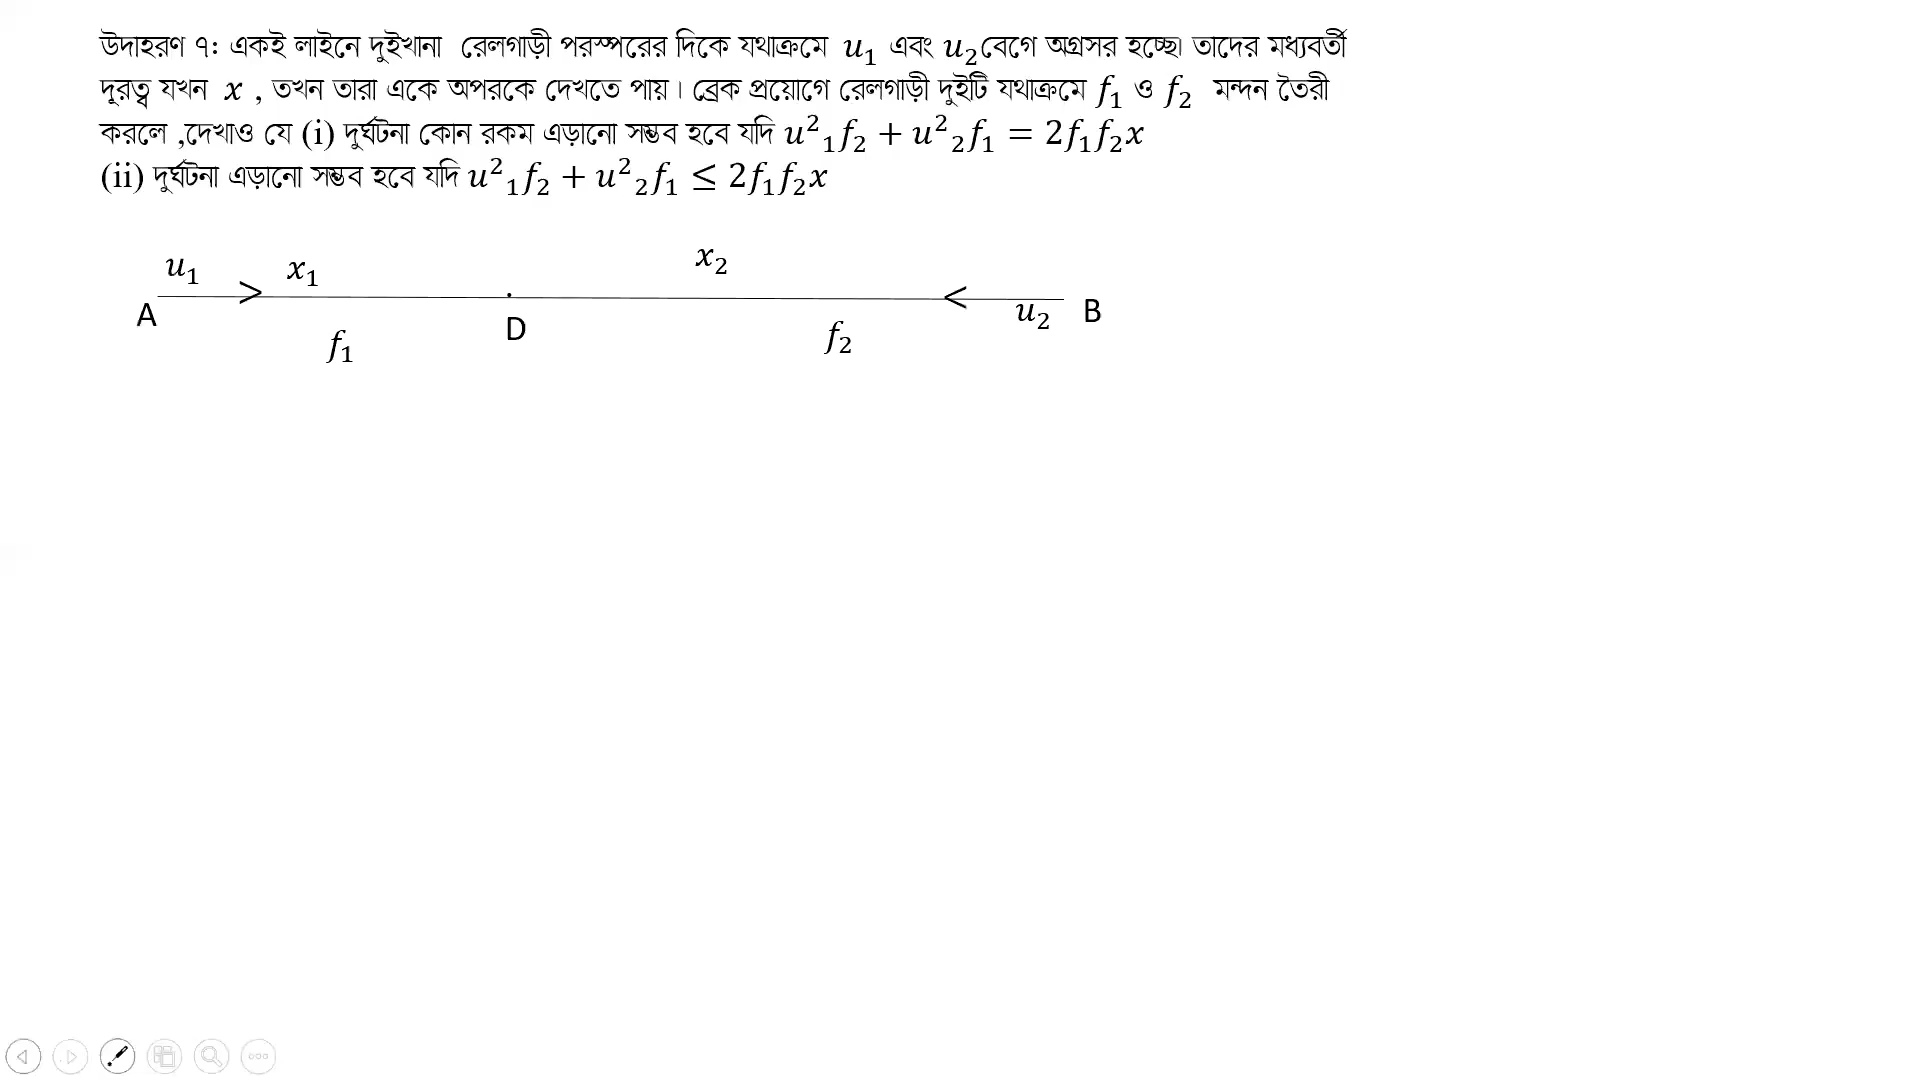 উদাহরণ ৭ঃ একই লাইনে দুইখানা রেলগাড়ী পরস্পরের দিকে যথাক্রমে u₁ এবং u₂বেগে অগ্রসর হচ্ছে। তাদের মধ্যবর্তী
দূরত্ব যখন x , তখন তারা একে অপরকে দেখতে পায়। ব্রেক প্রয়োগে রেলগাড়ী দুইটি যথাক্রমে f₁ ও f₂ মন্দন তৈরী
করলে ,দেখাও যে (i) দুর্ঘটনা কোন রকম এড়ানো সম্ভব হবে যদি u²₁f₂ + u²₂f₁ = 2f₁f₂x
(ii) দুর্ঘটনা এড়ানো সম্ভব হবে যদি u²₁f₂ + u²₂f₁ ≤ 2f₁f₂x
u₁ x₁ x₂
> <
A D u₂ B
f₁ f₂